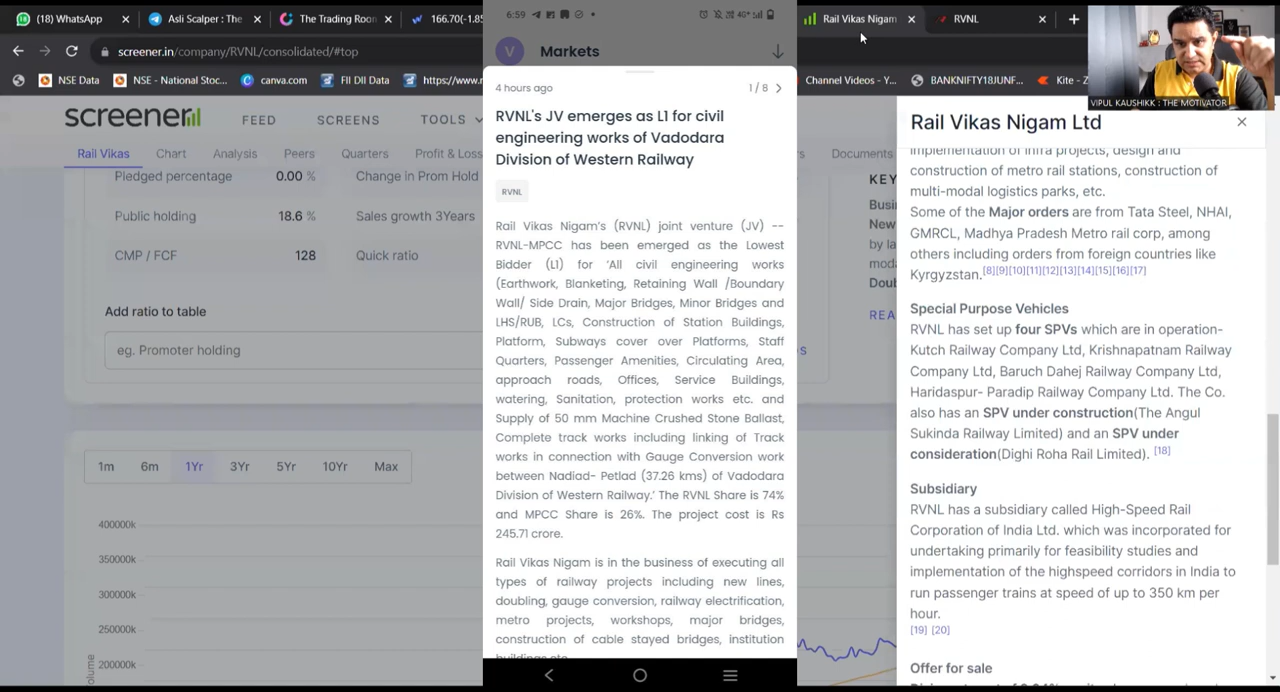 (18) WhatsApp
Asli Scalper : The
The Trading Room
166.70(-1.85
Rail Vikas Nigam
RVNL
screener.in/company/RVNL/consolidated/#top
NSE Data
NSE - National Stoc...
canva.com
FII DII Data
https://www.r
Channel Videos - Y...
BANKNIFTY18JUNF...
Kite - Z
VIPUL KAUSHIKK : THE MOTIVATOR
screener
FEED
SCREENS
TOOLS
Rail Vikas
Chart
Analysis
Peers
Quarters
Profit & Loss
Documents
Pledged percentage
0.00 %
Change in Prom Hold
Public holding
18.6 %
Sales growth 3Years
CMP / FCF
128
Quick ratio
Add ratio to table
eg. Promoter holding
1m
6m
1Yr
3Yr
5Yr
10Yr
Max
400000k
350000k
300000k
250000k
200000k
Volume
KEY
Busi
New
by la
moda
Doub
REA
6:59
4G+
V
Markets
4 hours ago
1 / 8
RVNL's JV emerges as L1 for civil
engineering works of Vadodara
Division of Western Railway
RVNL
Rail Vikas Nigam's (RVNL) joint venture (JV) --
RVNL-MPCC has been emerged as the Lowest
Bidder (L1) for 'All civil engineering works
(Earthwork, Blanketing, Retaining Wall /Boundary
Wall/ Side Drain, Major Bridges, Minor Bridges and
LHS/RUB, LCs, Construction of Station Buildings,
Platform, Subways cover over Platforms, Staff
Quarters, Passenger Amenities, Circulating Area,
approach roads, Offices, Service Buildings,
watering, Sanitation, protection works etc. and
Supply of 50 mm Machine Crushed Stone Ballast,
Complete track works including linking of Track
works in connection with Gauge Conversion work
between Nadiad- Petlad (37.26 kms) of Vadodara
Division of Western Railway.' The RVNL Share is 74%
and MPCC Share is 26%. The project cost is Rs
245.71 crore.
Rail Vikas Nigam is in the business of executing all
types of railway projects including new lines,
doubling, gauge conversion, railway electrification,
metro projects, workshops, major bridges,
construction of cable stayed bridges, institution
buildings etc.
Rail Vikas Nigam Ltd
implementation of infra projects, design and
construction of metro rail stations, construction of
multi-modal logistics parks, etc.
Some of the Major orders are from Tata Steel, NHAI,
GMRCL, Madhya Pradesh Metro rail corp, among
others including orders from foreign countries like
Kyrgyzstan.[8][9][10][11][12][13][14][15][16][17]
Special Purpose Vehicles
RVNL has set up four SPVs which are in operation-
Kutch Railway Company Ltd, Krishnapatnam Railway
Company Ltd, Baruch Dahej Railway Company Ltd,
Haridaspur- Paradip Railway Company Ltd. The Co.
also has an SPV under construction(The Angul
Sukinda Railway Limited) and an SPV under
consideration(Dighi Roha Rail Limited). [18]
Subsidiary
RVNL has a subsidiary called High-Speed Rail
Corporation of India Ltd. which was incorporated for
undertaking primarily for feasibility studies and
implementation of the highspeed corridors in India to
run passenger trains at speed of up to 350 km per
hour.
[19] [20]
Offer for sale